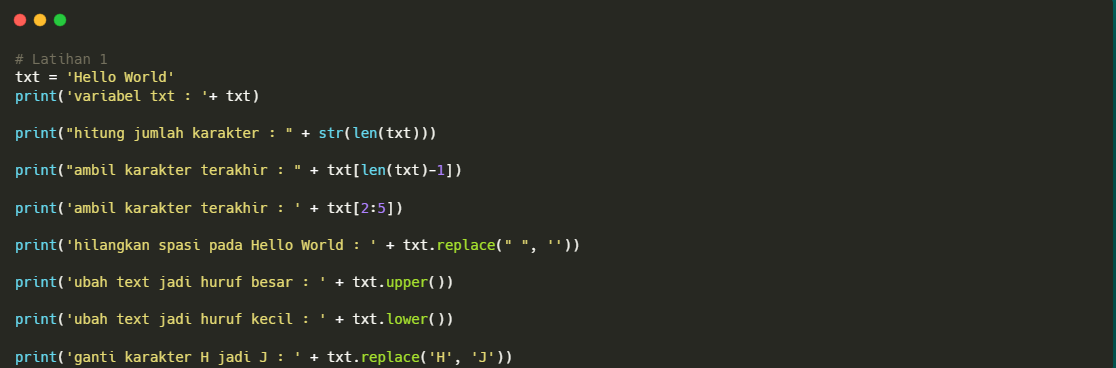 # Latihan 1
txt = 'Hello World'
print('variabel txt : '+ txt)
print("hitung jumlah karakter : " + str(len(txt)))
print("ambil karakter terakhir : " + txt[len(txt)-1])
print('ambil karakter terakhir : ' + txt[2:5])
print('hilangkan spasi pada Hello World : ' + txt.replace(" ", ''))
print('ubah text jadi huruf besar : ' + txt.upper())
print('ubah text jadi huruf kecil : ' + txt.lower())
print('ganti karakter H jadi J : ' + txt.replace('H', 'J'))